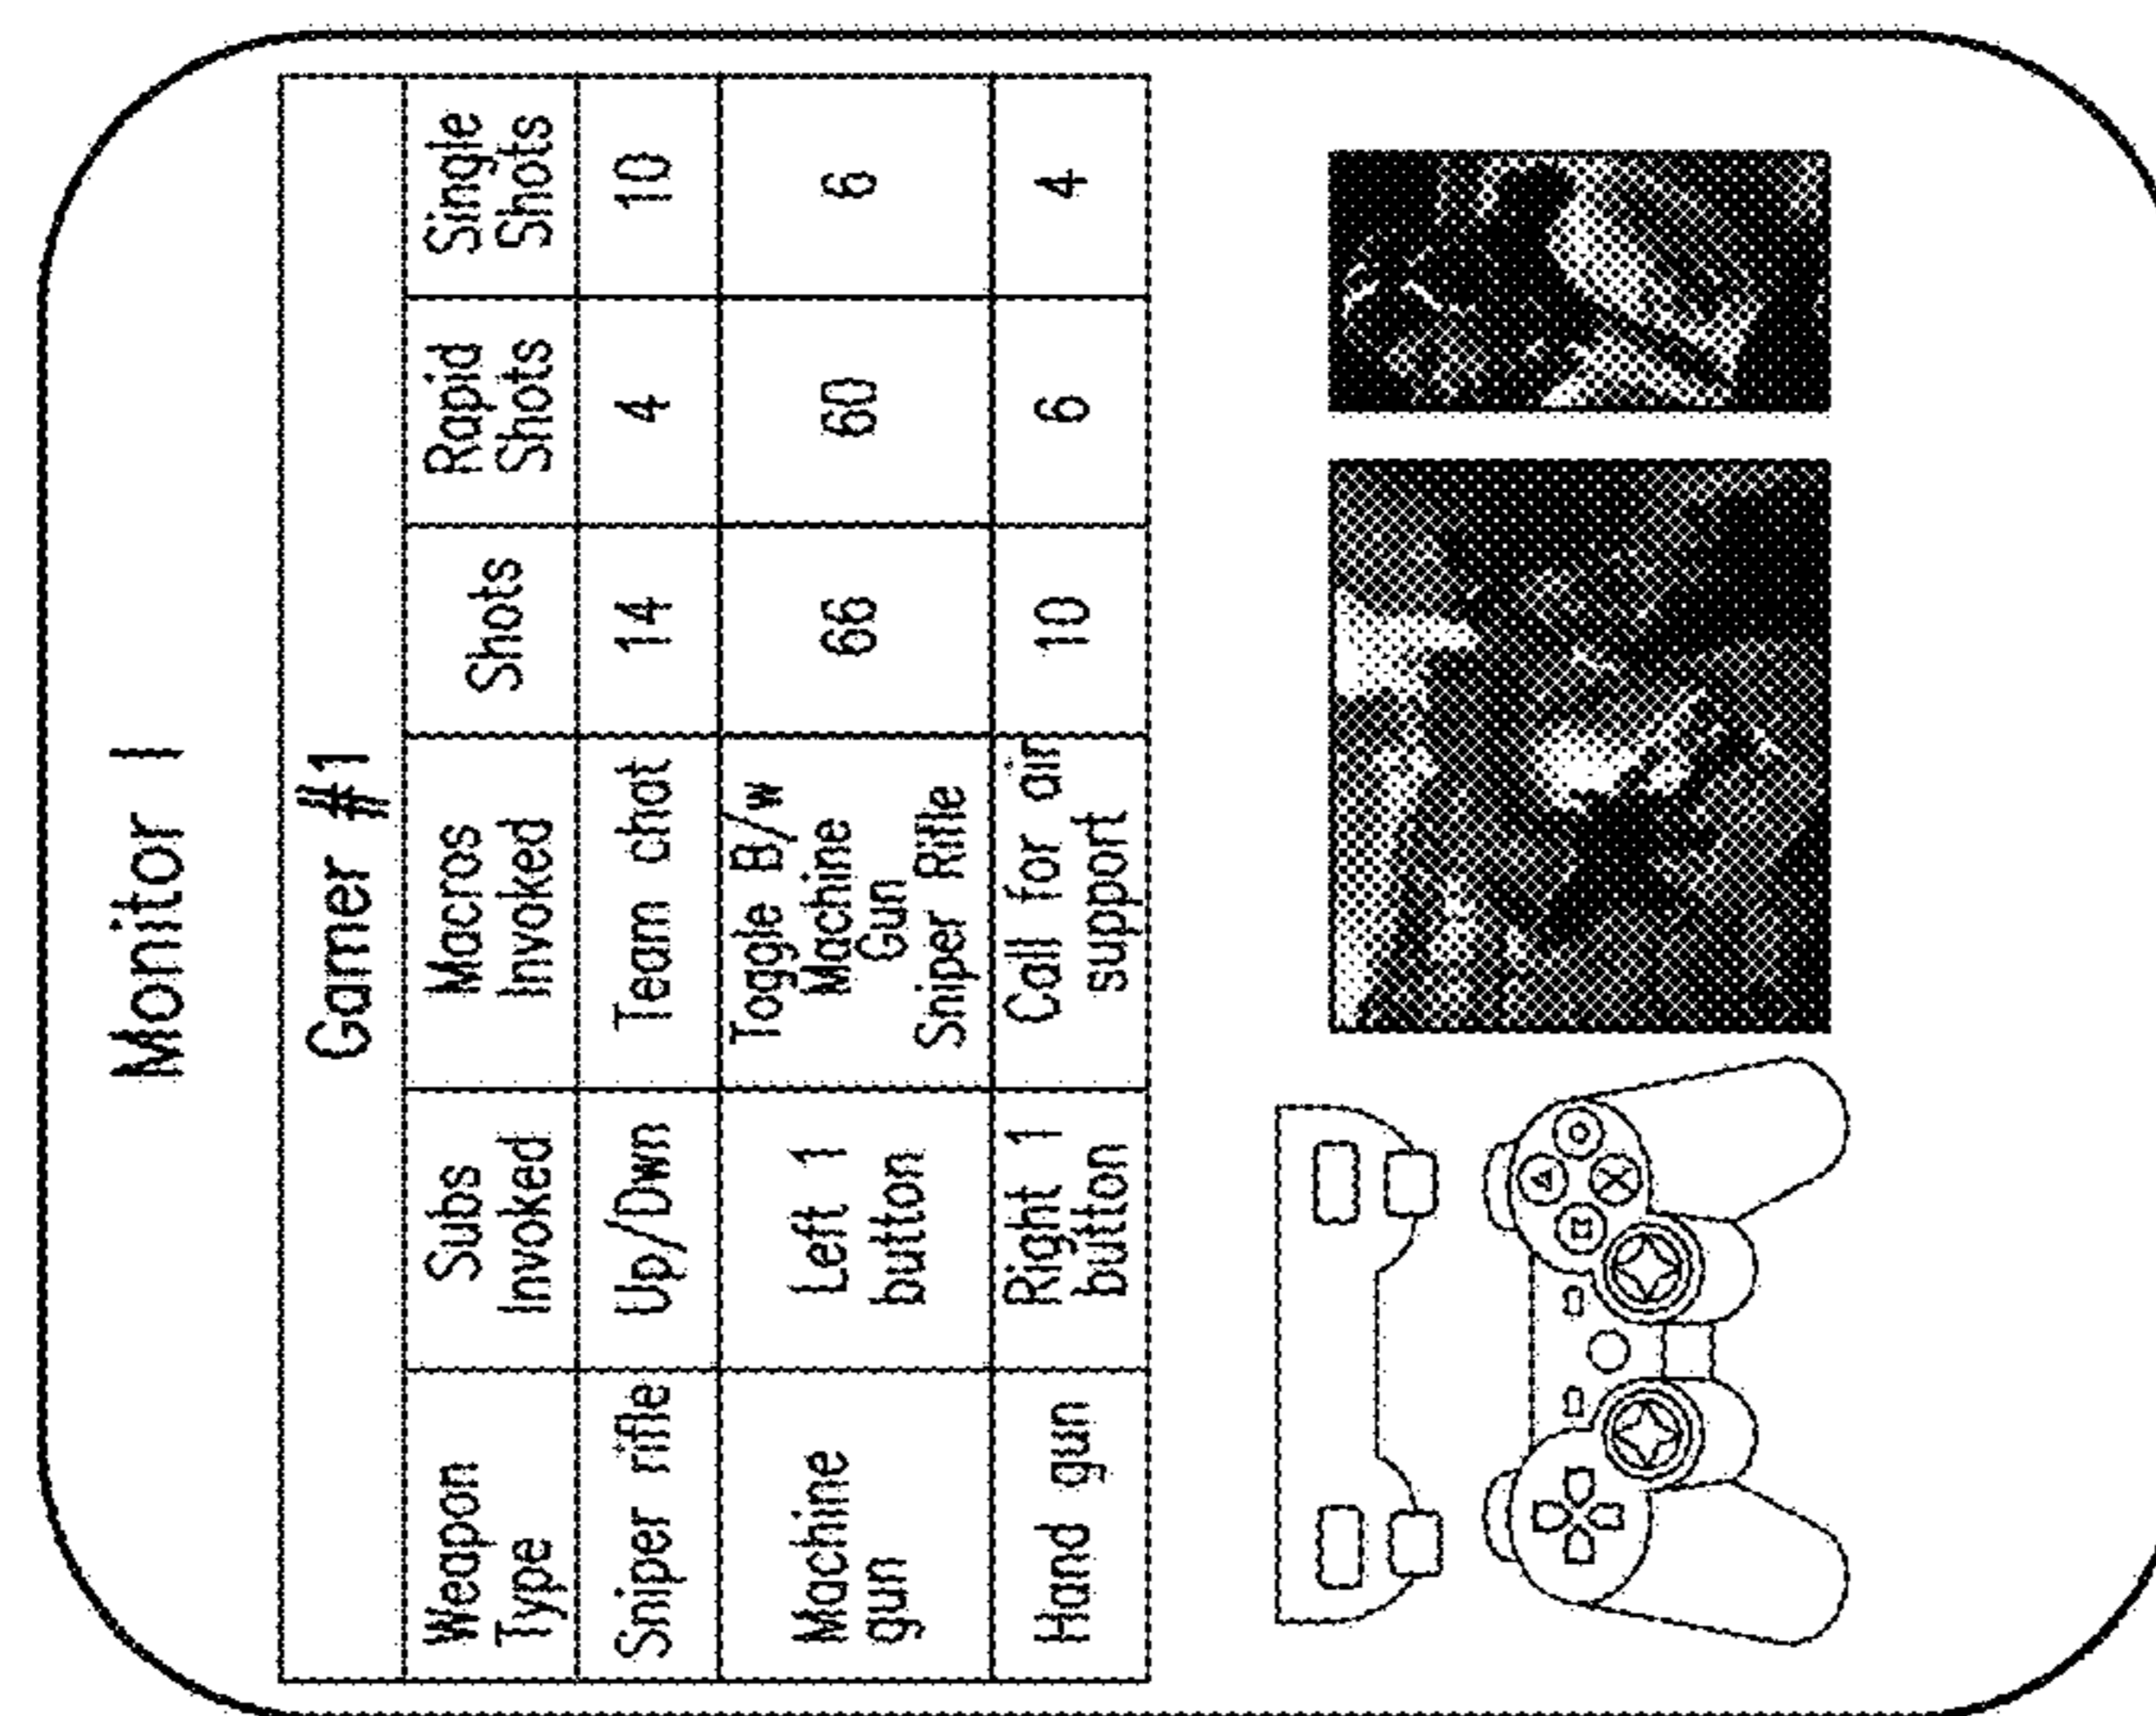 Monitor 1
Gamer #1
Weapon Type Subs Invoked Macros Invoked Shots Rapid Shots Single Shots
Sniper rifle Up/Dwn Team chat 14 4 10
Machine gun Left 1 button Toggle B/w Machine Gun Sniper Rifle 66 60 6
Hand gun Right 1 button Call for air support 10 6 4